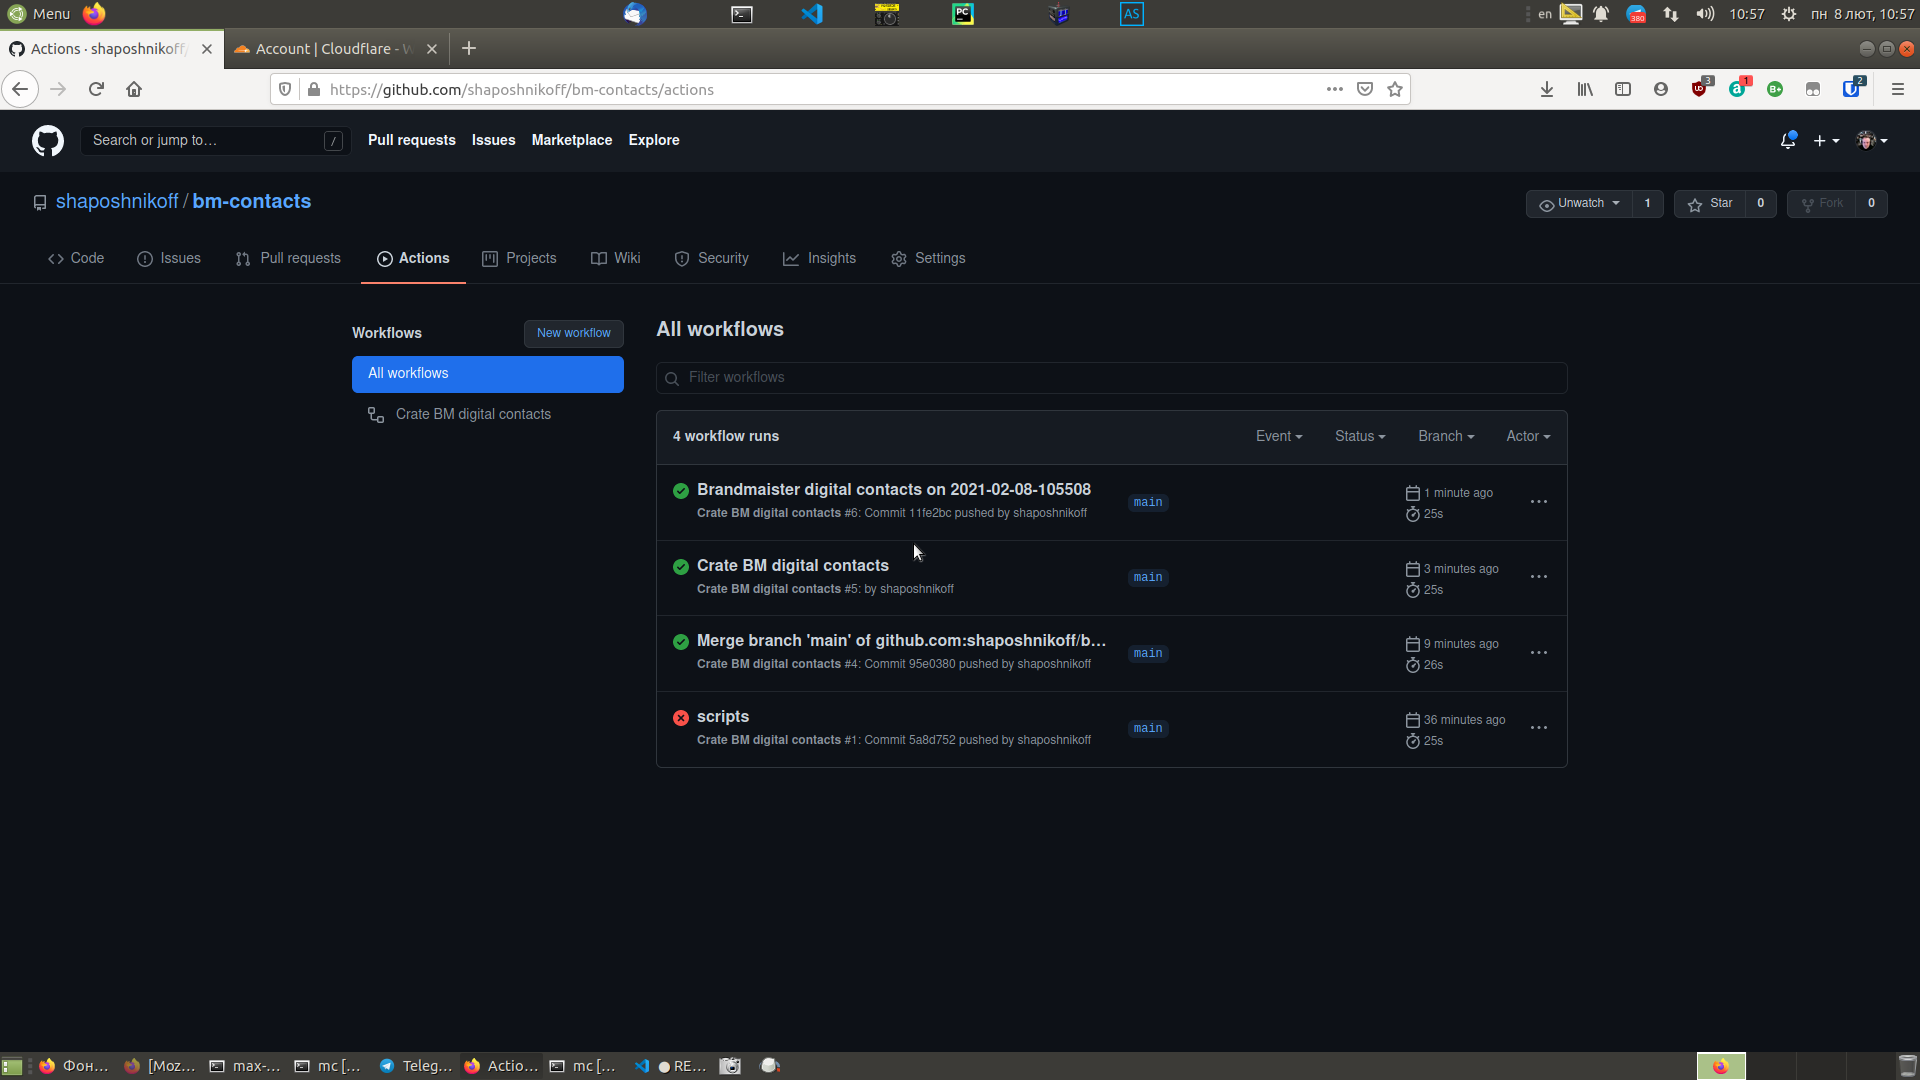 Menu
en
380
10:57
пн 8 лют, 10:57
PC
AS
Actions · shaposhnikoff/
Account | Cloudflare - W
https://github.com/shaposhnikoff/bm-contacts/actions
3
1
2
Search or jump to…
/
Pull requests
Issues
Marketplace
Explore
shaposhnikoff / bm-contacts
Unwatch
1
Star
0
Fork
0
Code
Issues
Pull requests
Actions
Projects
Wiki
Security
Insights
Settings
Workflows
New workflow
All workflows
Crate BM digital contacts
All workflows
Filter workflows
4 workflow runs
Event
Status
Branch
Actor
Brandmaister digital contacts on 2021-02-08-105508
Crate BM digital contacts #6: Commit 11fe2bc pushed by shaposhnikoff
main
1 minute ago
25s
Crate BM digital contacts
Crate BM digital contacts #5: by shaposhnikoff
main
3 minutes ago
25s
Merge branch 'main' of github.com:shaposhnikoff/b...
Crate BM digital contacts #4: Commit 95e0380 pushed by shaposhnikoff
main
9 minutes ago
26s
scripts
Crate BM digital contacts #1: Commit 5a8d752 pushed by shaposhnikoff
main
36 minutes ago
25s
Фон...
[Moz...
max-...
mc [...
Teleg...
Actio...
mc [...
● RE...